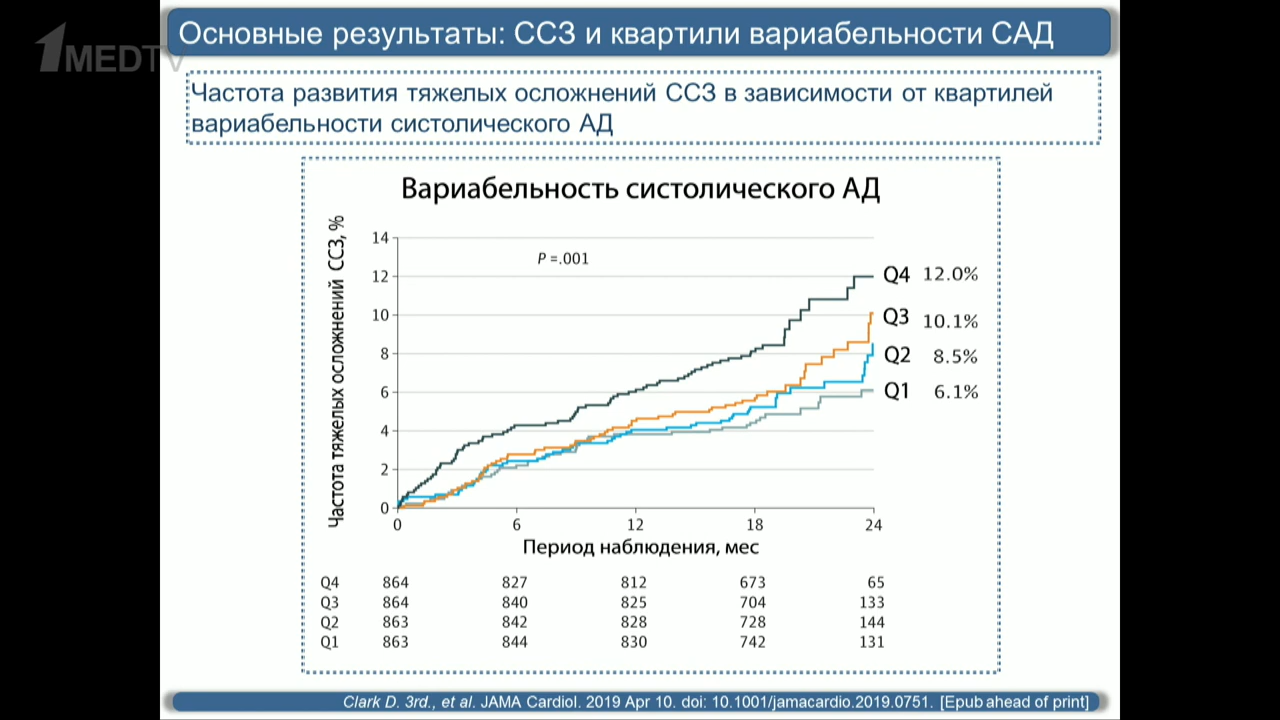 1MEDTV
Основные результаты: ССЗ и квартили вариабельности САД
Частота развития тяжелых осложнений ССЗ в зависимости от квартилей
вариабельности систолического АД
Вариабельность систолического АД
Частота тяжелых осложнений ССЗ, %
14
12
10
8
6
4
2
0
P =.001
Q4 12.0%
Q3 10.1%
Q2 8.5%
Q1 6.1%
0 6 12 18 24
Период наблюдения, мес
Q4 864 827 812 673 65
Q3 864 840 825 704 133
Q2 863 842 828 728 144
Q1 863 844 830 742 131
Clark D. 3rd., et al. JAMA Cardiol. 2019 Apr 10. doi: 10.1001/jamacardio.2019.0751. [Epub ahead of print]